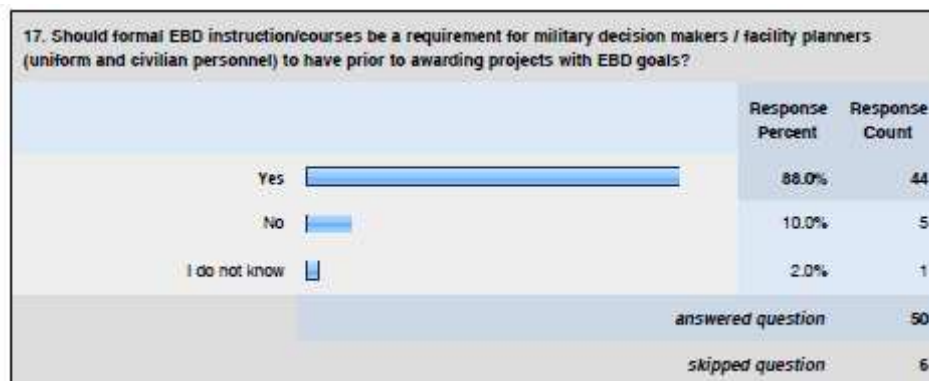 17. Should formal EBD instruction/courses be a requirement for military decision makers / facility planners
(uniform and civilian personnel) to have prior to awarding projects with EBD goals?
Response Percent Response Count
Yes 88.0% 44
No 10.0% 5
I do not know 2.0% 1
answered question 50
skipped question 6